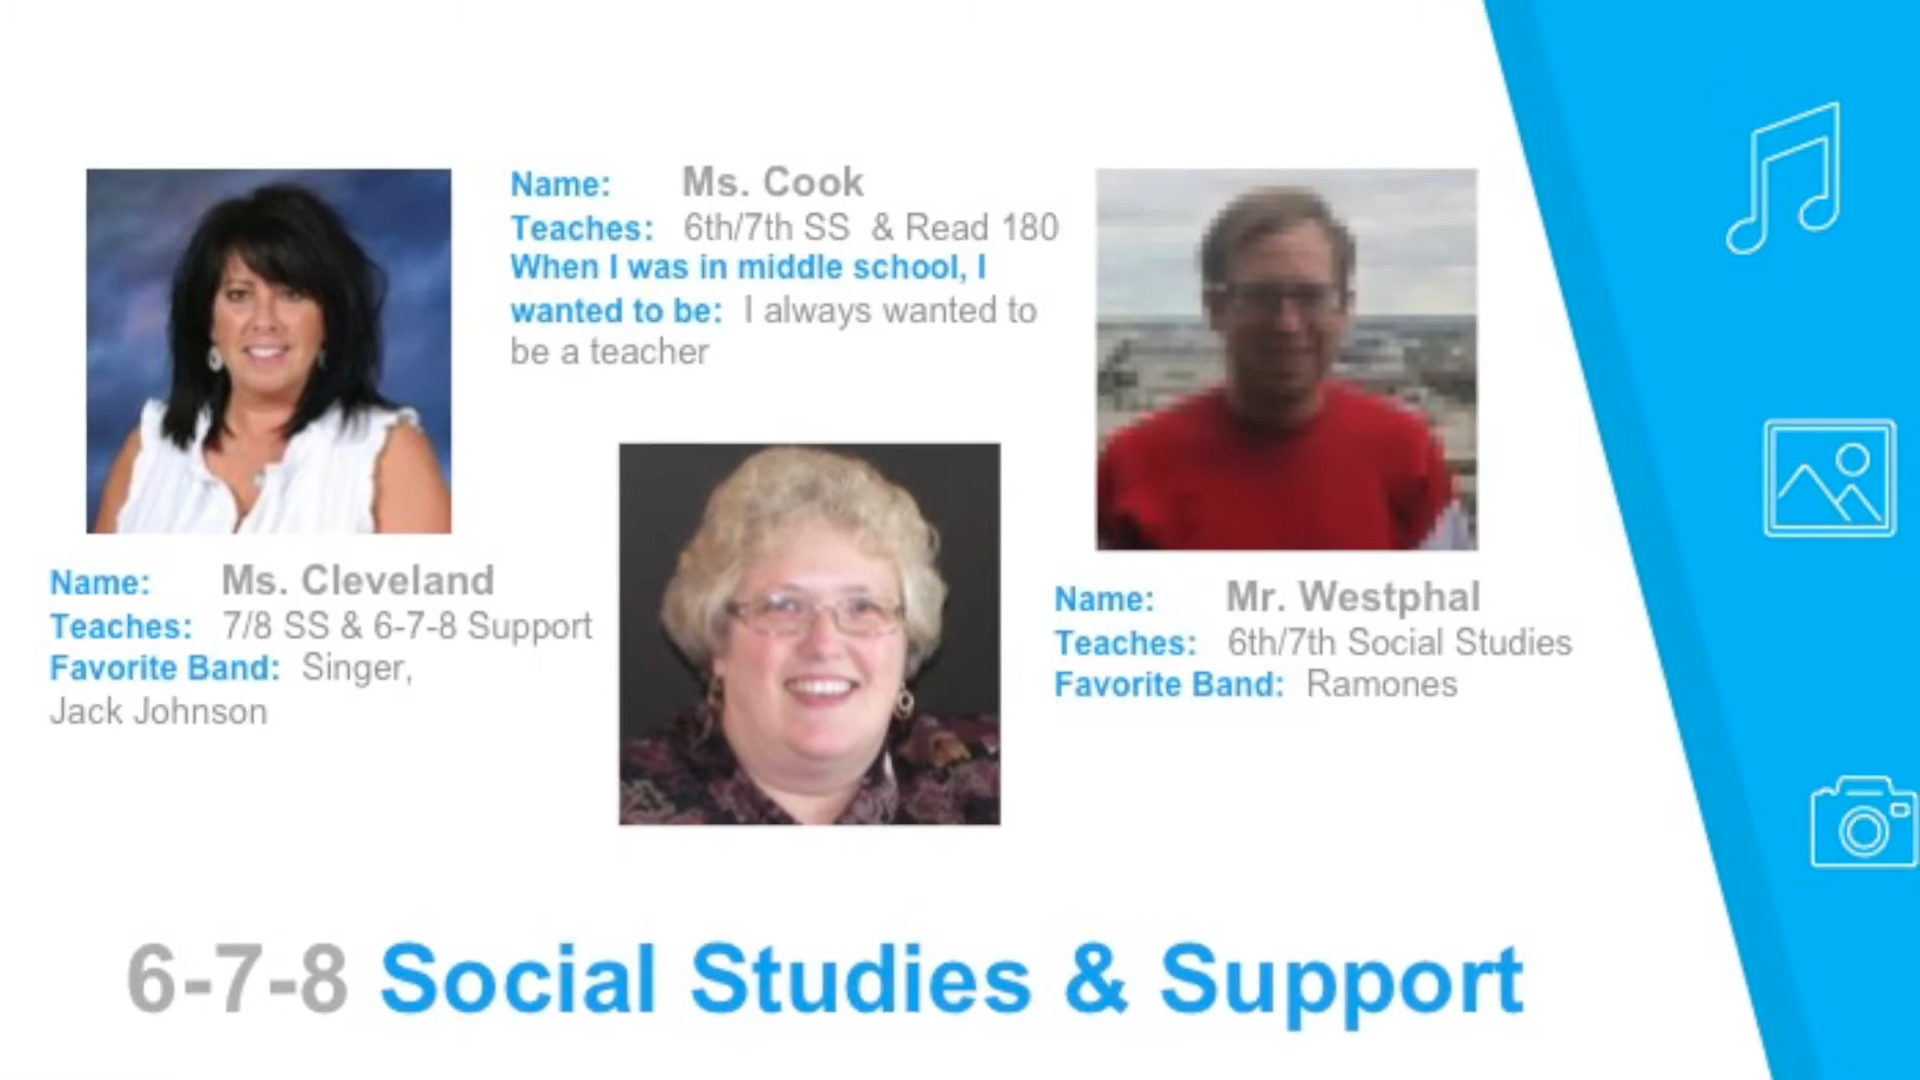 Name: Ms. Cook
Teaches: 6th/7th SS & Read 180
When I was in middle school, I
wanted to be: I always wanted to
be a teacher
Name: Ms. Cleveland
Teaches: 7/8 SS & 6-7-8 Support
Favorite Band: Singer,
Jack Johnson
Name: Mr. Westphal
Teaches: 6th/7th Social Studies
Favorite Band: Ramones
6-7-8 Social Studies & Support